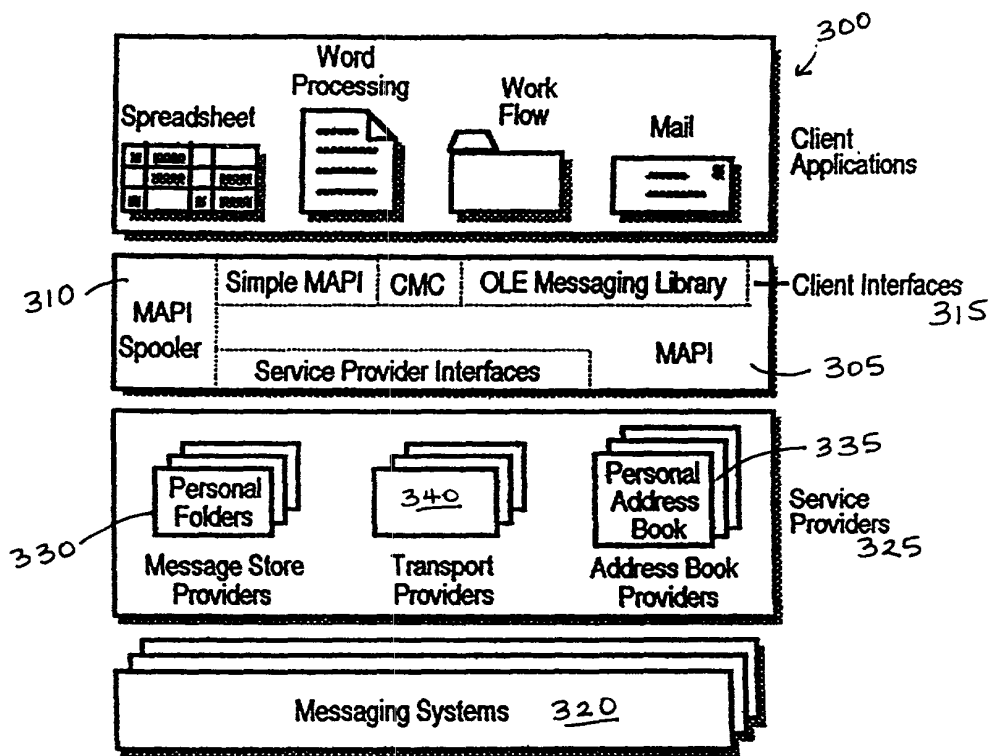 300
Word
Processing
Spreadsheet
Work
Flow
Mail
Client
Applications
310
MAPI
Spooler
Simple MAPI
CMC
OLE Messaging Library
Client Interfaces
315
Service Provider Interfaces
MAPI
305
330
Personal
Folders
Message Store
Providers
340
Transport
Providers
335
Personal
Address
Book
Address Book
Providers
Service
Providers
325
Messaging Systems 320